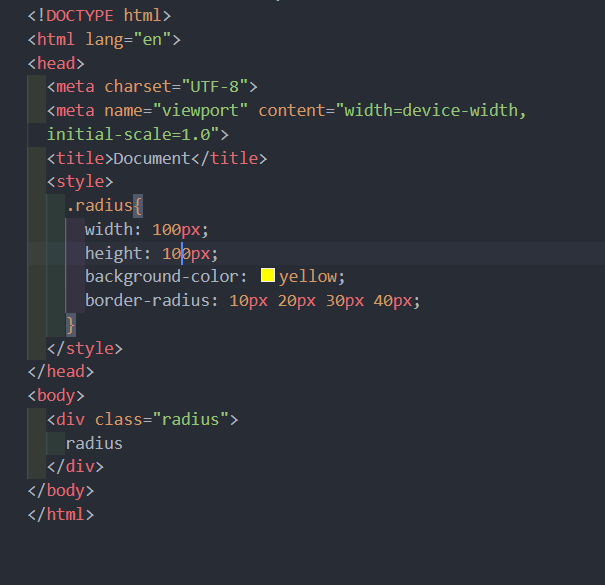 <!DOCTYPE html>
<html lang="en">
<head>
<meta charset="UTF-8">
<meta name="viewport" content="width=device-width,
initial-scale=1.0">
<title>Document</title>
<style>
.radius{
width: 100px;
height: 100px;
background-color: yellow;
border-radius: 10px 20px 30px 40px;
}
</style>
</head>
<body>
<div class="radius">
radius
</div>
</body>
</html>